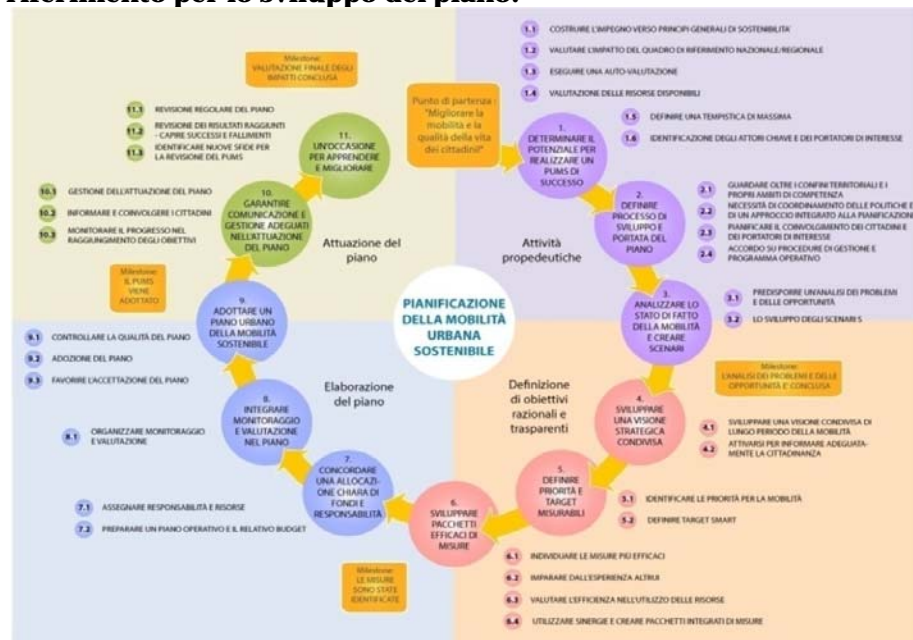 riferimento per lo sviluppo del piano.
1.1 COSTRUIRE L'IMPEGNO VERSO PRINCIPI GENERALI DI SOSTENIBILITA'
1.2 VALUTARE L'IMPATTO DEL QUADRO DI RIFERIMENTO NAZIONALE/REGIONALE
1.3 ESEGUIRE UNA AUTO-VALUTAZIONE
1.4 VALUTAZIONE DELLE RISORSE DISPONIBILI
1.5 DEFINIRE UNA TEMPISTICA DI MASSIMA
1.6 IDENTIFICAZIONE DEGLI ATTORI CHIAVE E DEI PORTATORI DI INTERESSE
Punto di partenza :
"Migliorare la
mobilità e la
qualità della vita
dei cittadini!"
1.
DETERMINARE IL
POTENZIALE PER
REALIZZARE UN
PUMS DI
SUCCESSO
2.
DEFINIRE
PROCESSO DI
SVILUPPO E
PORTATA DEL
PIANO
2.1 GUARDARE OLTRE I CONFINI TERRITORIALI E I
PROPRI AMBITI DI COMPETENZA
2.2 NECESSITÀ DI COORDINAMENTO DELLE POLITICHE E
DI UN APPROCCIO INTEGRATO ALLA PIANIFICAZIONE
2.3 PIANIFICARE IL COINVOLGIMENTO DEI CITTADINI E
DEI PORTATORI DI INTERESSE
2.4 ACCORDO SU PROCEDURE DI GESTIONE E
PROGRAMMA OPERATIVO
Attività
propedeutiche
3.
ANALIZZARE LO
STATO DI FATTO
DELLA MOBILITÀ
E CREARE
SCENARI
3.1 PREDISPORRE UN'ANALISI DEI PROBLEMI
E DELLE OPPORTUNITÀ
3.2 LO SVILUPPO DEGLI SCENARI S
Milestone:
L'ANALISI DEI PROBLEMI E DELLE
OPPORTUNITA' E' CONCLUSA
PIANIFICAZIONE
DELLA MOBILITÀ
URBANA
SOSTENIBILE
Definizione
di obiettivi
razionali e
trasparenti
4.
SVILUPPARE
UNA VISIONE
STRATEGICA
CONDIVISA
4.1 SVILUPPARE UNA VISIONE CONDIVISA DI
LUNGO PERIODO DELLA MOBILITÀ
4.2 ATTIVARSI PER INFORMARE ADEGUATA-
MENTE LA CITTADINANZA
5.
DEFINIRE
PRIORITÀ E
TARGET
MISURABILI
5.1 IDENTIFICARE LE PRIORITÀ PER LA MOBILITÀ
5.2 DEFINIRE TARGET SMART
6.
SVILUPPARE
PACCHETTI
EFFICACI DI
MISURE
6.1 INDIVIDUARE LE MISURE PIÙ EFFICACI
6.2 IMPARARE DALL'ESPERIENZA ALTRUI
6.3 VALUTARE L'EFFICIENZA NELL'UTILIZZO DELLE RISORSE
6.4 UTILIZZARE SINERGIE E CREARE PACCHETTI INTEGRATI DI MISURE
Milestone:
LE MISURE
SONO STATE
IDENTIFICATE
7.
CONCORDARE
UNA ALLOCAZI-
ONE CHIARA DI
FONDI E
RESPONSABILITÀ
7.1 ASSEGNARE RESPONSABILITÀ E RISORSE
7.2 PREPARARE UN PIANO OPERATIVO E IL RELATIVO BUDGET
Elaborazione
del piano
8.
INTEGRARE
MONITORAGGIO
E VALUTAZIONE
NEL PIANO
8.1 ORGANIZZARE MONITORAGGIO
E VALUTAZIONE
9.
ADOTTARE UN
PIANO URBANO
DELLA MOBILITÀ
SOSTENIBILE
9.1 CONTROLLARE LA QUALITÀ DEL PIANO
9.2 ADOZIONE DEL PIANO
9.3 FAVORIRE L'ACCETTAZIONE DEL PIANO
Milestone:
IL PUMS
VIENE
ADOTTATO
10.
GARANTIRE
COMUNICAZIONE E
GESTIONE ADEGUATI
NELL'ATTUAZIONE
DEL PIANO
10.1 GESTIONE DELL'ATTUAZIONE DEL PIANO
10.2 INFORMARE E COINVOLGERE I CITTADINI
10.3 MONITORARE IL PROGRESSO NEL
RAGGIUNGIMENTO DEGLI OBIETTIVI
Attuazione del
piano
11.
UN'OCCASIONE
PER APPRENDERE
E MIGLIORARE
11.1 REVISIONE REGOLARE DEL PIANO
11.2 REVISIONE DEI RISULTATI RAGGIUNTI
- CAPIRE SUCCESSI E FALLIMENTI
11.3 IDENTIFICARE NUOVE SFIDE PER
LA REVISIONE DEL PUMS
Milestone:
VALUTAZIONE FINALE DEGLI
IMPATTI CONCLUSA